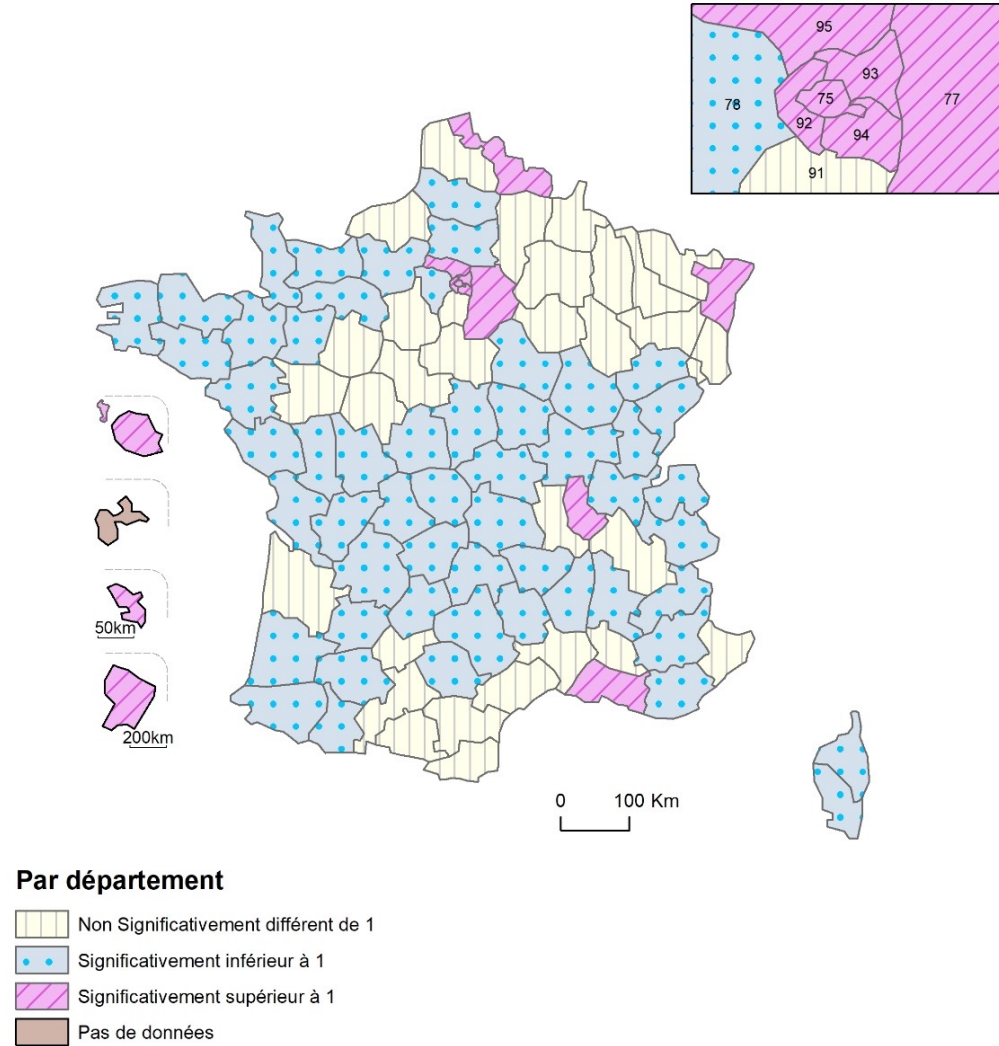 95
93
78
75
77
92
94
91
50km
200km
0 100 Km
Par département
Non Significativement différent de 1
Significativement inférieur à 1
Significativement supérieur à 1
Pas de données